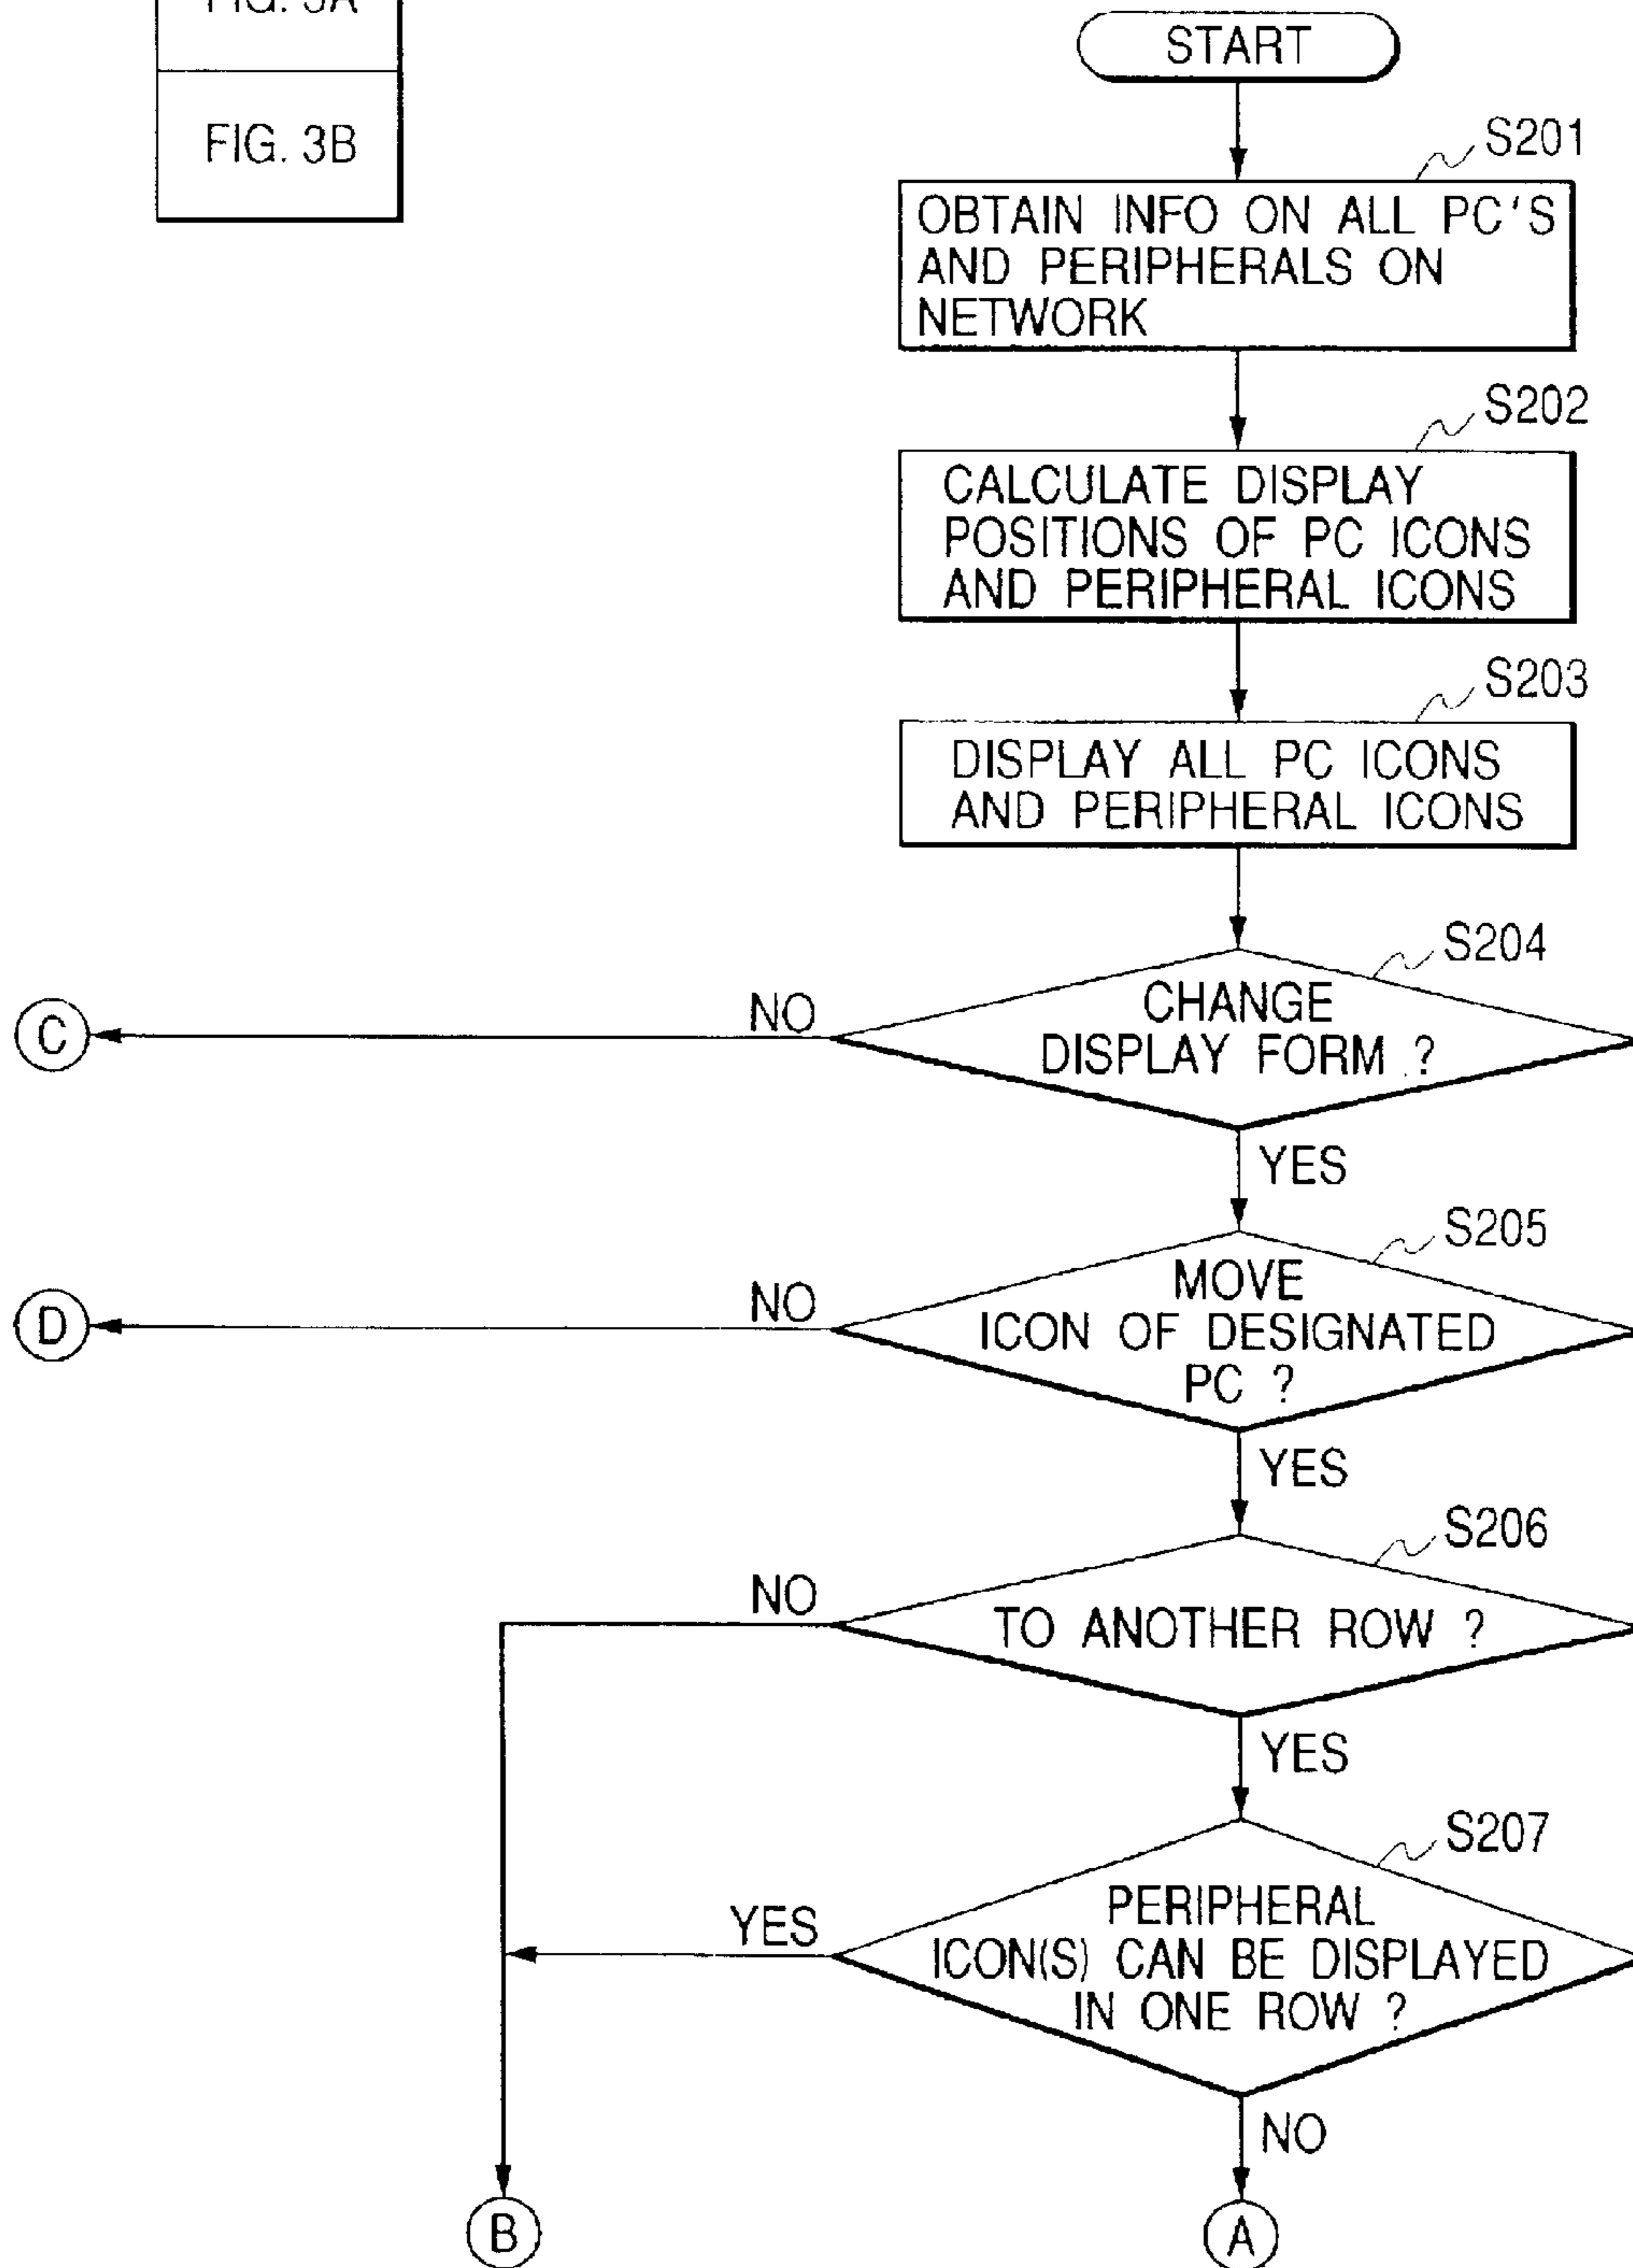 FIG. 3A
FIG. 3B
START
S201
OBTAIN INFO ON ALL PC'S
AND PERIPHERALS ON
NETWORK
S202
CALCULATE DISPLAY
POSITIONS OF PC ICONS
AND PERIPHERAL ICONS
S203
DISPLAY ALL PC ICONS
AND PERIPHERAL ICONS
S204
CHANGE
DISPLAY FORM ?
NO
C
YES
S205
MOVE
ICON OF DESIGNATED
PC ?
NO
D
YES
S206
TO ANOTHER ROW ?
NO
YES
S207
PERIPHERAL
ICON(S) CAN BE DISPLAYED
IN ONE ROW ?
YES
NO
B
A